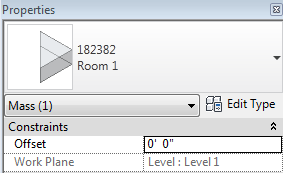 Properties
182382
Room 1
Mass (1)
Edit Type
Constraints
Offset 0' 0"
Work Plane Level : Level 1